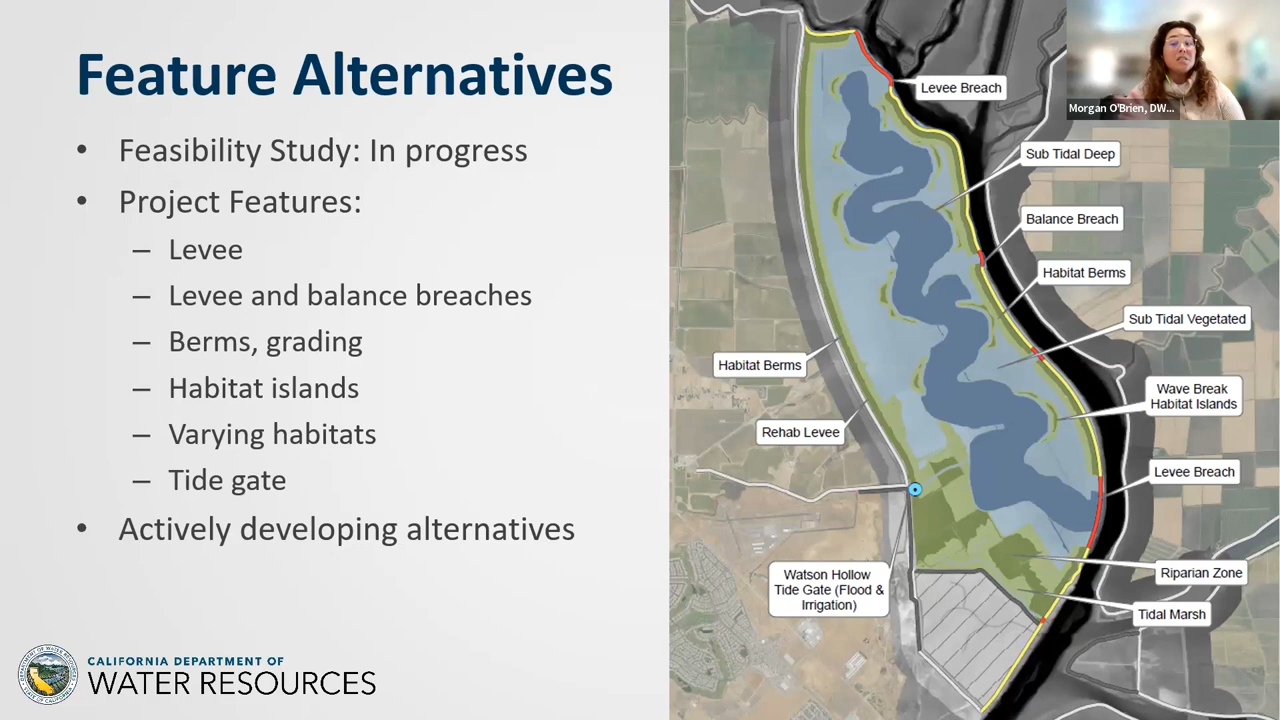 Feature Alternatives
• Feasibility Study: In progress
• Project Features:
– Levee
– Levee and balance breaches
– Berms, grading
– Habitat islands
– Varying habitats
– Tide gate
• Actively developing alternatives
CALIFORNIA DEPARTMENT OF
WATER RESOURCES
Levee Breach
Sub Tidal Deep
Balance Breach
Habitat Berms
Sub Tidal Vegetated
Habitat Berms
Wave Break
Habitat Islands
Rehab Levee
Levee Breach
Watson Hollow
Tide Gate (Flood &
Irrigation)
Riparian Zone
Tidal Marsh
Morgan O'Brien, DW...